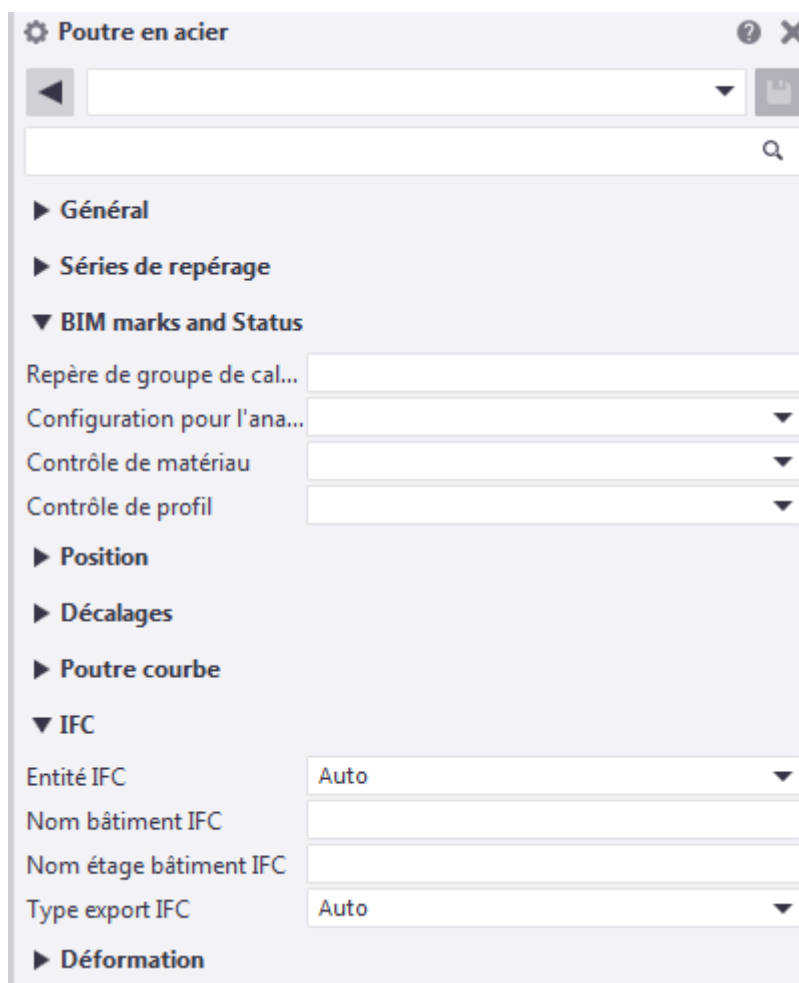 Poutre en acier
Général
Séries de repérage
BIM marks and Status
Repère de groupe de cal...
Configuration pour l'ana...
Contrôle de matériau
Contrôle de profil
Position
Décalages
Poutre courbe
IFC
Entité IFC Auto
Nom bâtiment IFC
Nom étage bâtiment IFC
Type export IFC Auto
Déformation